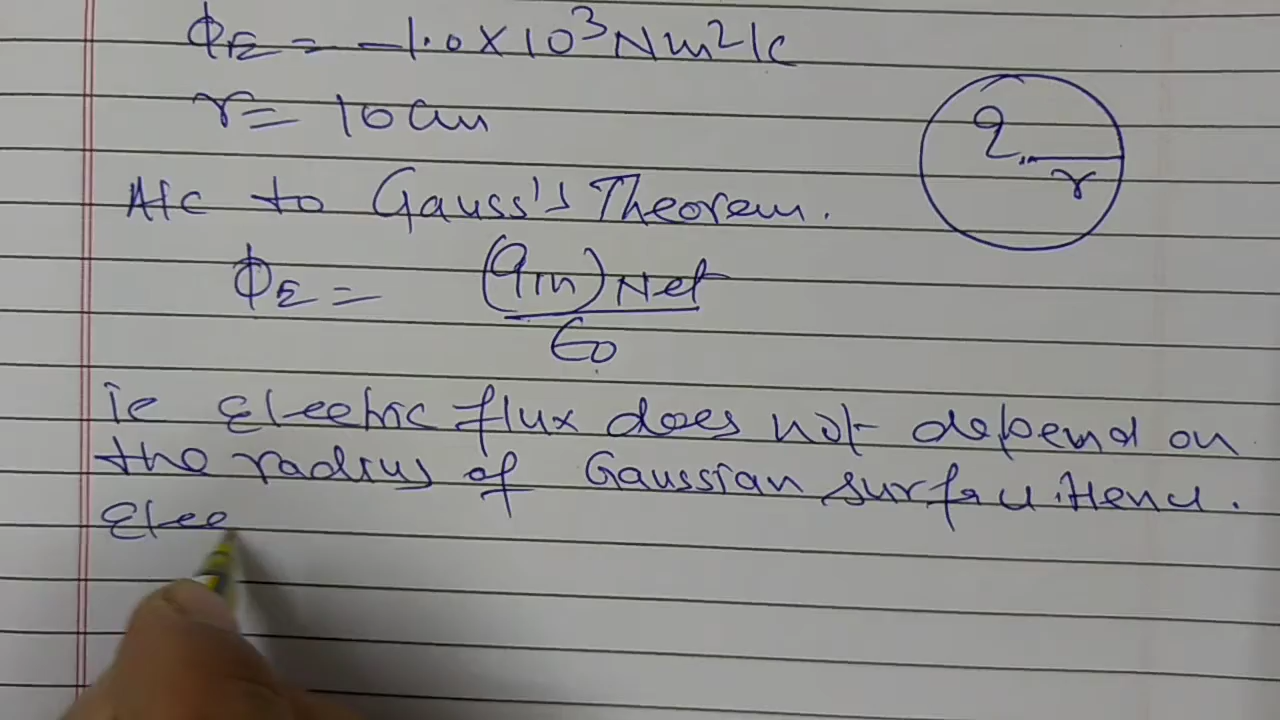 ΦE = -1.0 × 10³ Nm²/c
r = 10 cm
q
r
A/c to Gauss's Theorem.
ΦE = (qin) Net
ϵ0
ie Electric flux does not depend on
the radius of Gaussian surface. Hence.
Elec